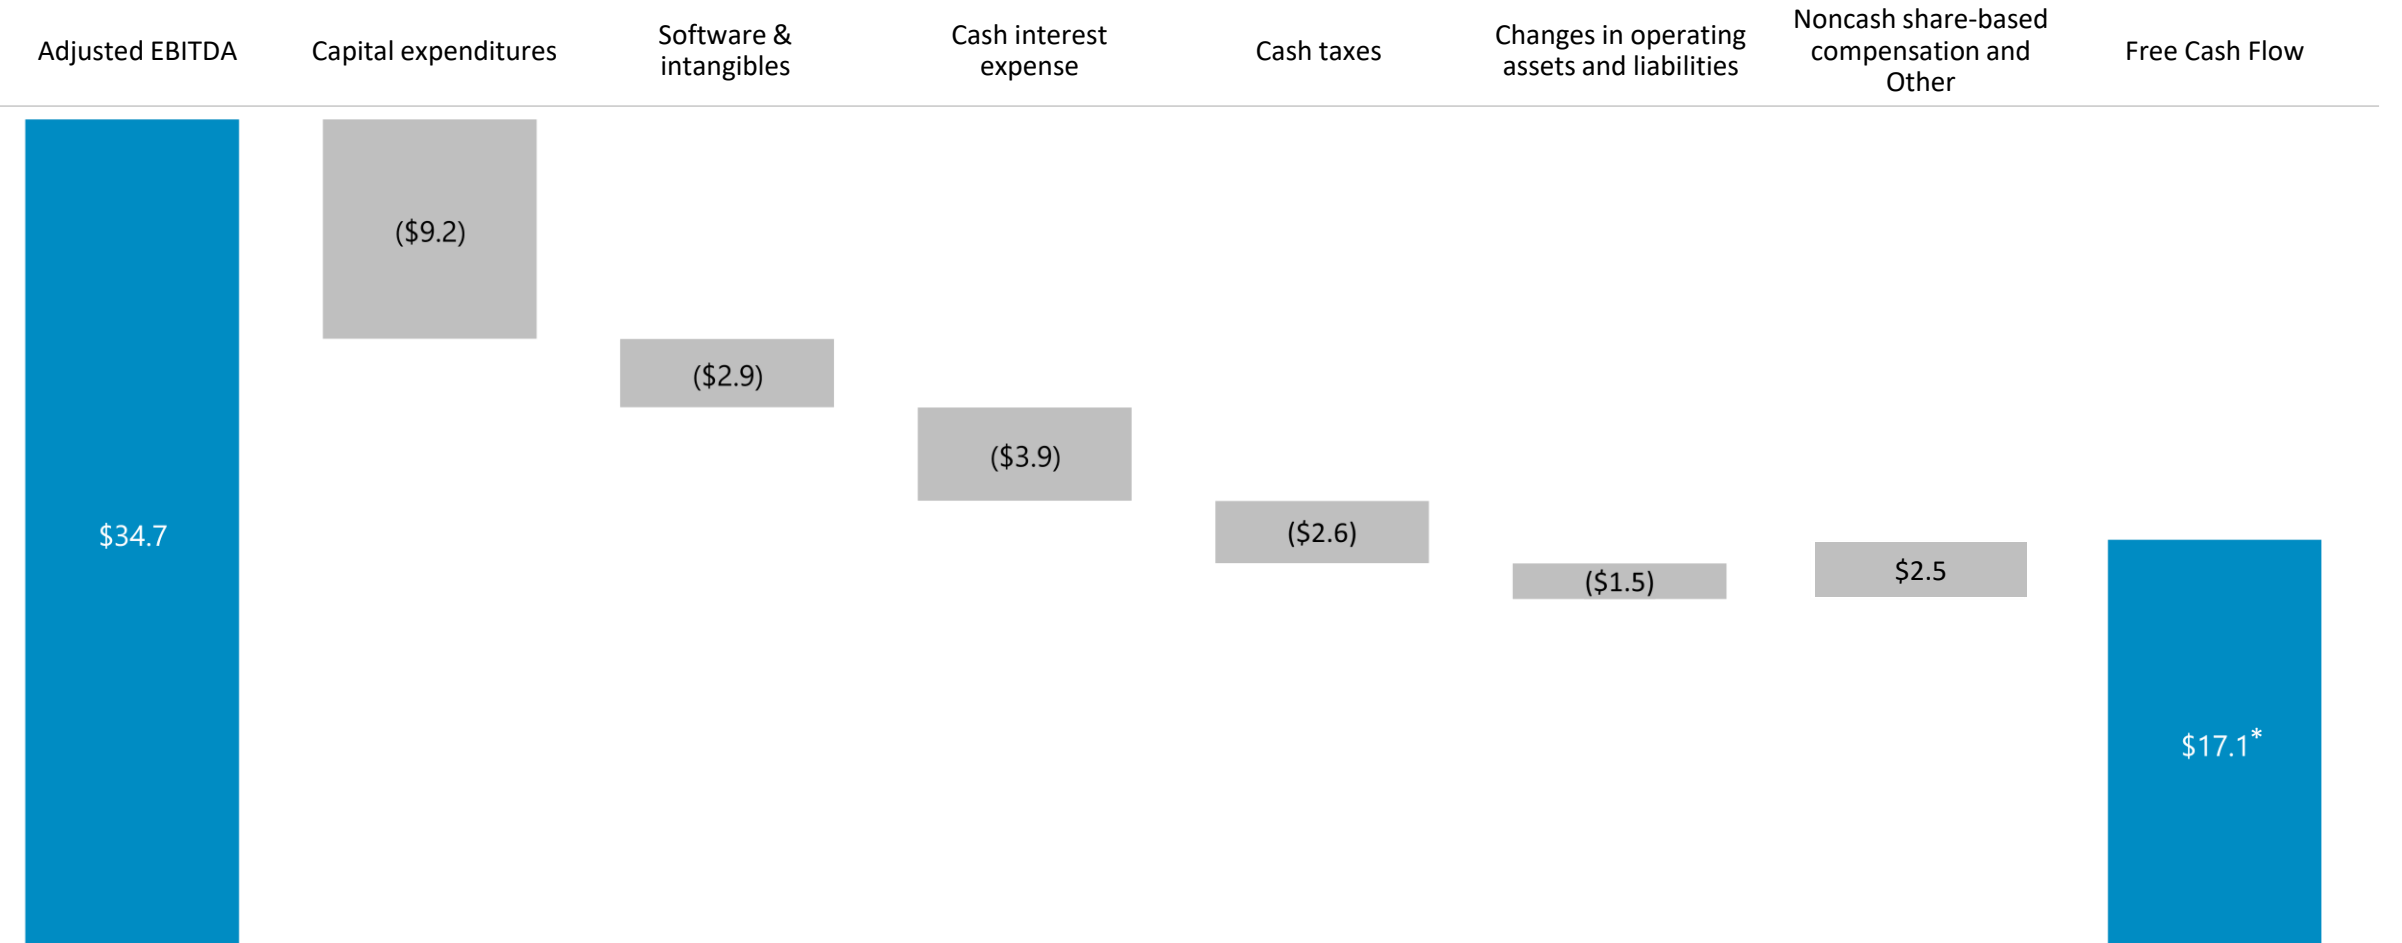 Adjusted EBITDA
Capital expenditures
Software &
intangibles
Cash interest
expense
Cash taxes
Changes in operating
assets and liabilities
Noncash share-based
compensation and
Other
Free Cash Flow
$34.7
($9.2)
($2.9)
($3.9)
($2.6)
($1.5)
$2.5
$17.1*